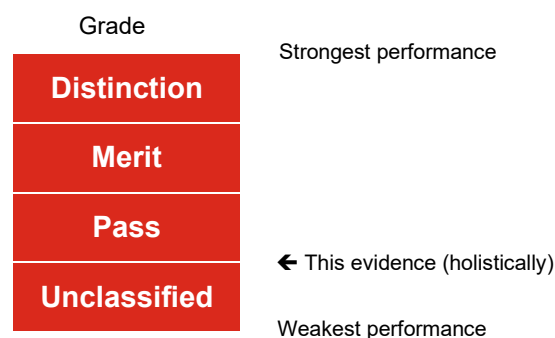 Grade
Strongest performance
Distinction
Merit
Pass
🡸 This evidence (holistically)
Unclassified
Weakest performance